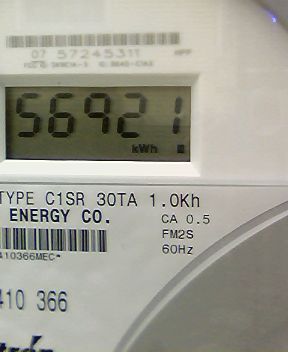 07 57245311
56921
kWh
TYPE C1SR 30TA 1.0Kh
ENERGY CO. CA 0.5
FM2S
60Hz
410366MEC*
410 366